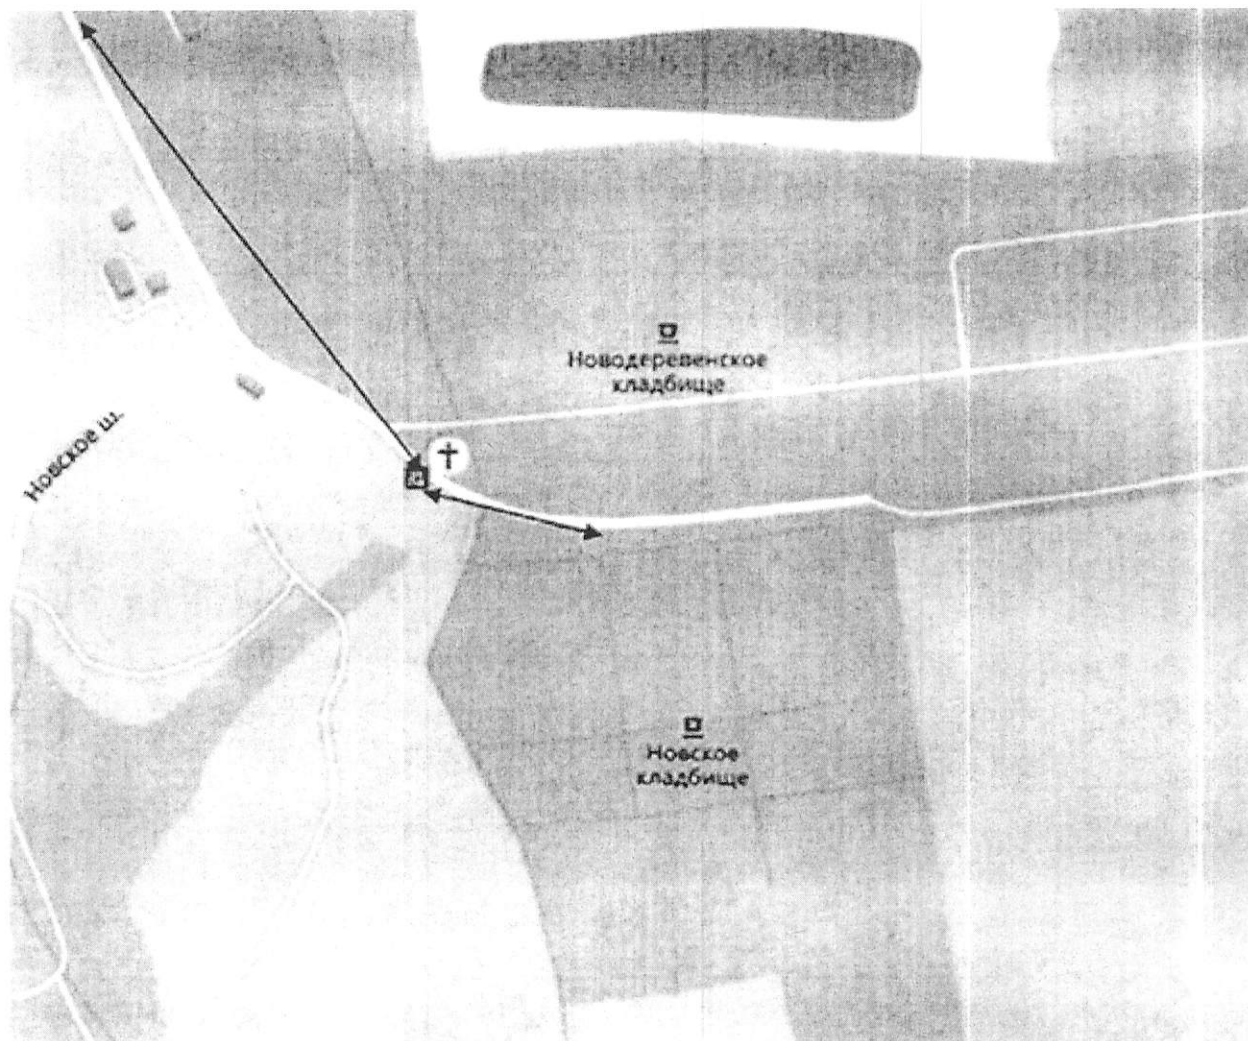 Новодеревенское
кладбище
Новское ш.
Новское
кладбище